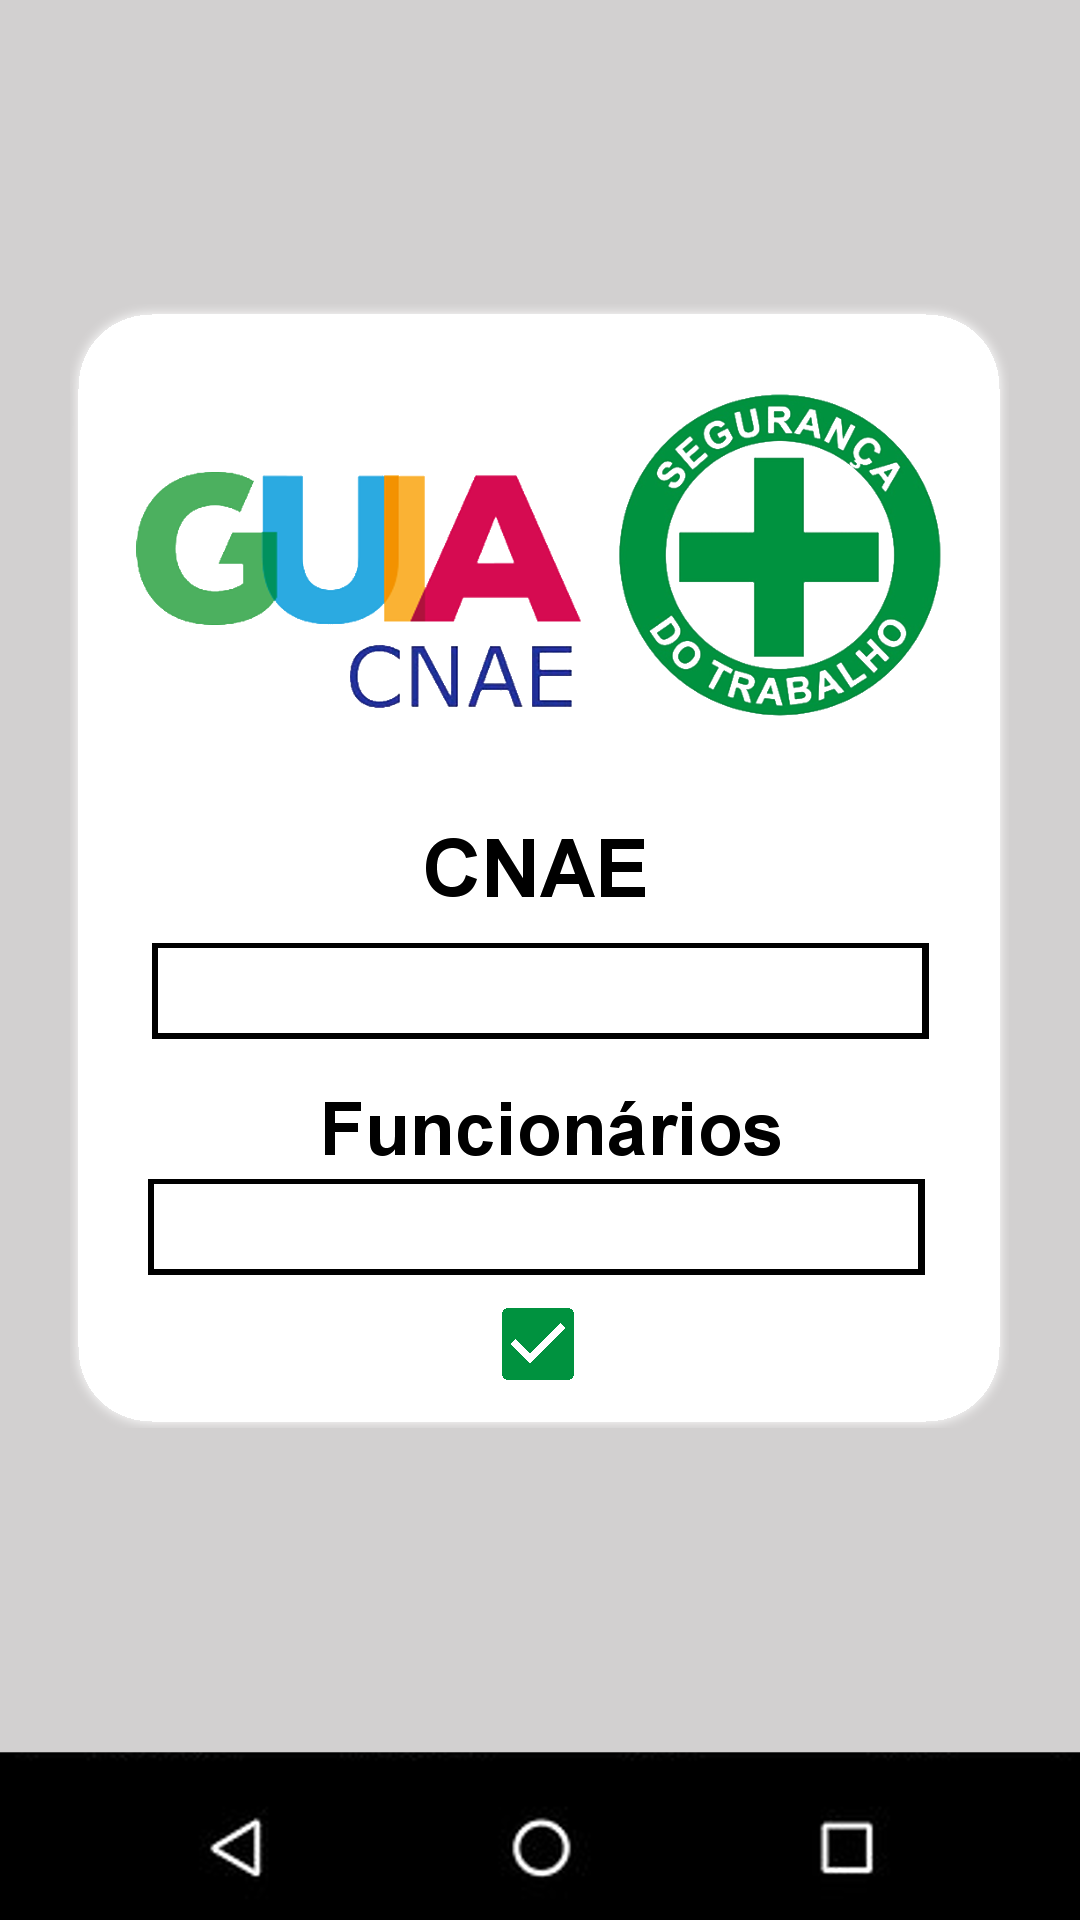 GUIA
CNAE
SEGURANÇA
DO TRABALHO
CNAE
Funcionários